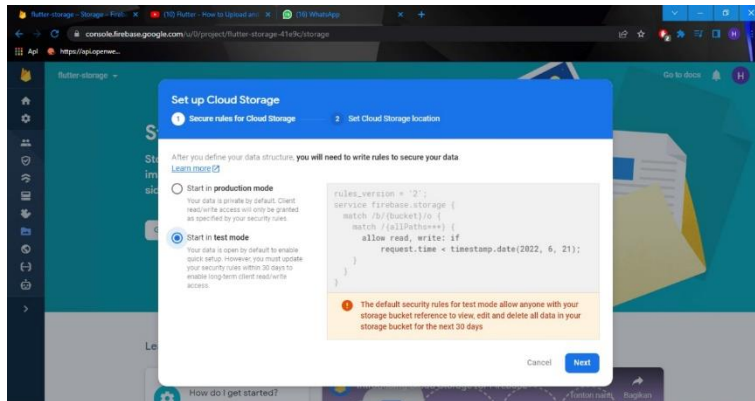 flutter-storage - Storage - Fireb
(10) Flutter - How to Upload an
(16) WhatsApp
console.firebase.google.com/u/0/project/flutter-storage-41e9c/storage
Apl
https://api.openwe...
flutter-storage
Go to docs
H
Set up Cloud Storage
1 Secure rules for Cloud Storage
2 Set Cloud Storage location
After you define your data structure, you will need to write rules to secure your data.
Learn more
Start in production mode
Your data is private by default. Client
read/write access will only be granted
as specified by your security rules.
Start in test mode
Your data is open by default to enable
quick setup. However, you must update
your security rules within 30 days to
enable long-term client read/write
access.
rules_version = '2';
service firebase.storage {
match /b/{bucket}/o {
match /{allPaths=**} {
allow read, write: if
request.time < timestamp.date(2022, 6, 21);
}
}
}
The default security rules for test mode allow anyone with your
storage bucket reference to view, edit and delete all data in your
storage bucket for the next 30 days
Cancel
Next
How do I get started?
Tonton nanti
Bagikan